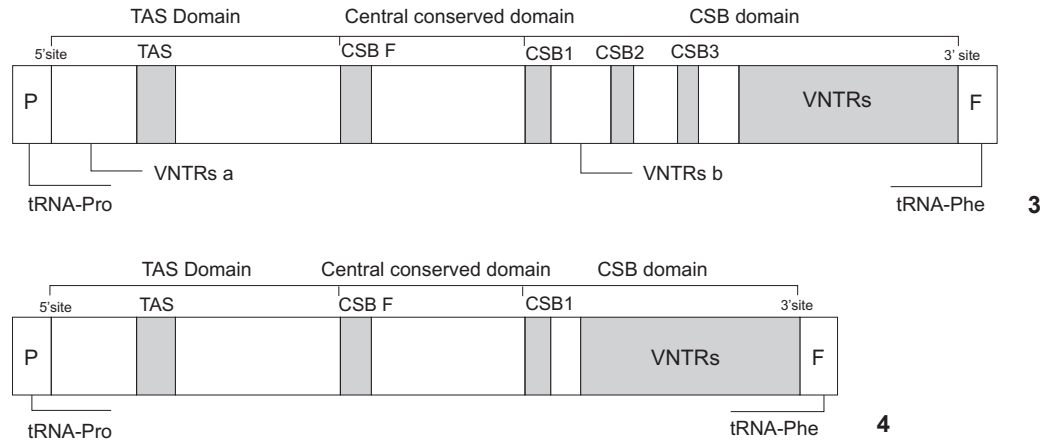 TAS Domain Central conserved domain CSB domain
5'site TAS CSB F CSB1 CSB2 CSB3 3' site
P VNTRs F
VNTRs a VNTRs b
tRNA-Pro tRNA-Phe 3
TAS Domain Central conserved domain CSB domain
5'site TAS CSB F CSB1 3'site
P VNTRs F
tRNA-Pro tRNA-Phe 4